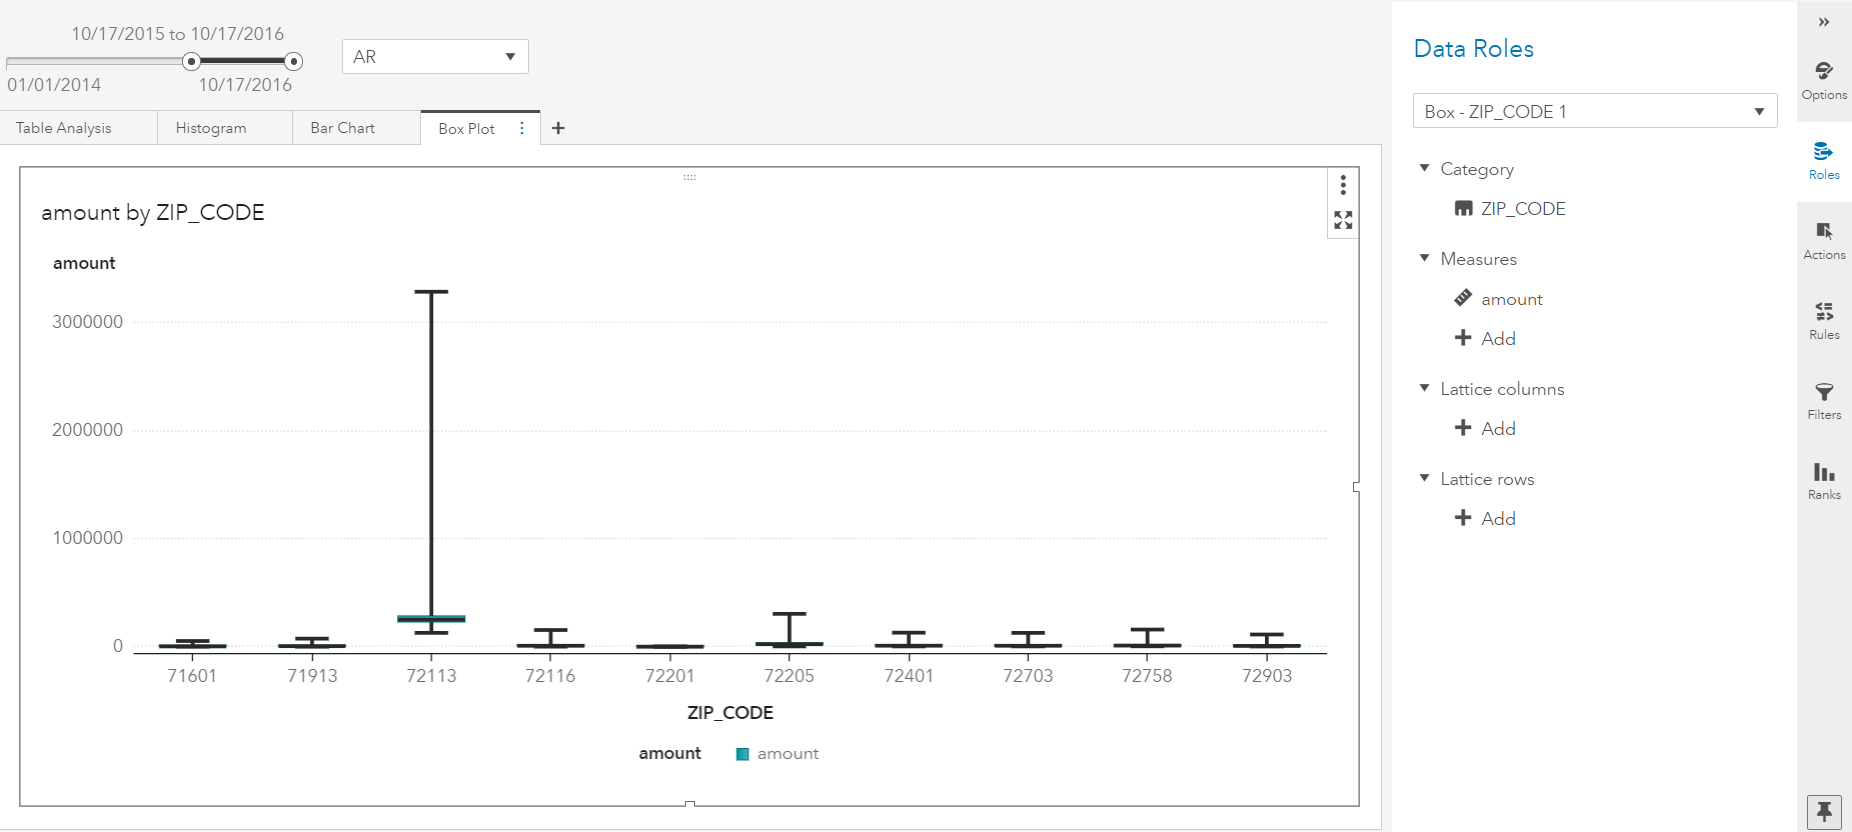 10/17/2015 to 10/17/2016
01/01/2014 10/17/2016
AR
Table Analysis
Histogram
Bar Chart
Box Plot
amount by ZIP_CODE
amount
3000000
2000000
1000000
0
71601 71913 72113 72116 72201 72205 72401 72703 72758 72903
ZIP_CODE
amount amount
Data Roles
Box - ZIP_CODE 1
Category
ZIP_CODE
Measures
amount
Add
Lattice columns
Add
Lattice rows
Add
Options
Roles
Actions
Rules
Filters
Ranks